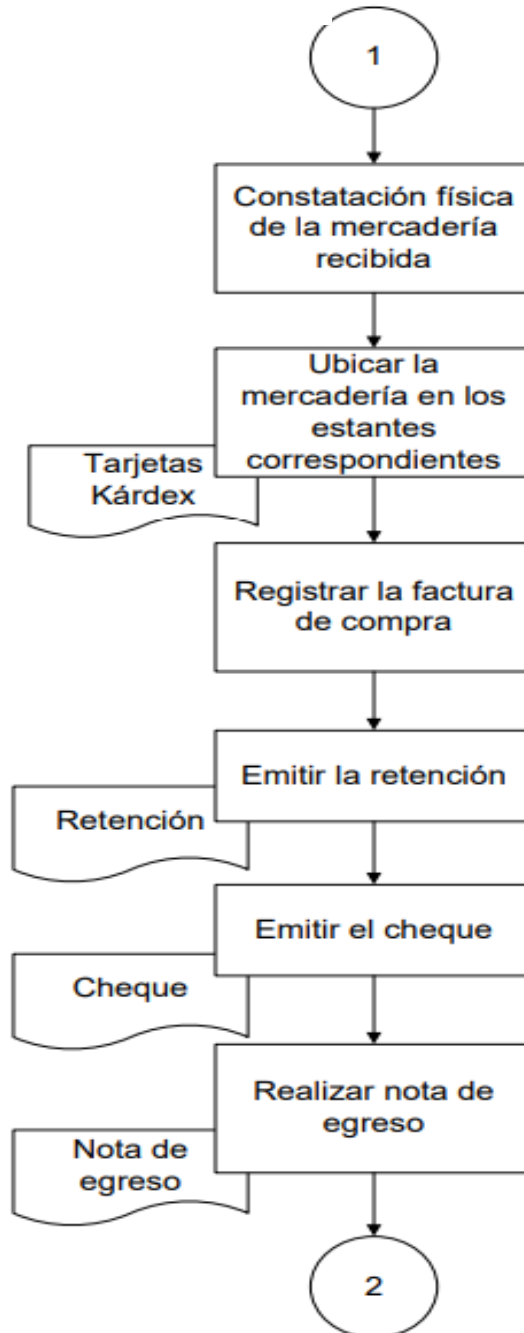 1
Constatación física
de la mercadería
recibida
Ubicar la
mercadería en los
estantes
correspondientes
Tarjetas
Kárdex
Registrar la factura
de compra
Emitir la retención
Retención
Emitir el cheque
Cheque
Realizar nota de
egreso
Nota de
egreso
2